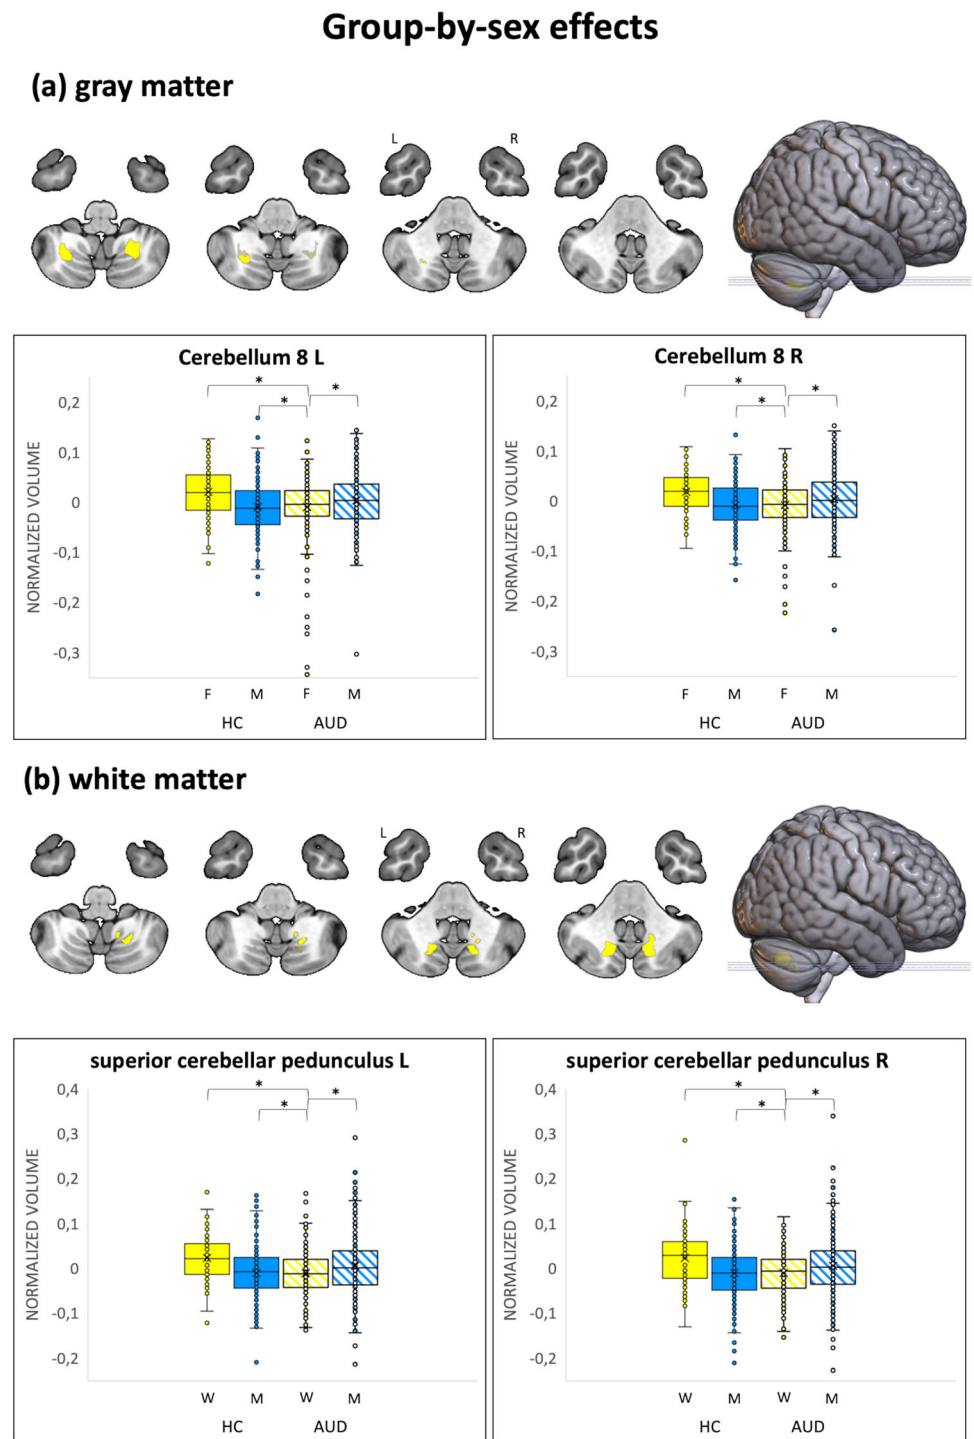 Group-by-sex effects
(a) gray matter
L R
Cerebellum 8 L
* * *
NORMALIZED VOLUME
0,2
0,1
0
-0,1
-0,2
-0,3
F M F M
HC AUD
Cerebellum 8 R
* * *
NORMALIZED VOLUME
0,2
0,1
0
-0,1
-0,2
-0,3
F M F M
HC AUD
(b) white matter
L R
superior cerebellar pedunculus L
* * *
NORMALIZED VOLUME
0,4
0,3
0,2
0,1
0
-0,1
-0,2
W M W M
HC AUD
superior cerebellar pedunculus R
* * *
NORMALIZED VOLUME
0,4
0,3
0,2
0,1
0
-0,1
-0,2
W M W M
HC AUD